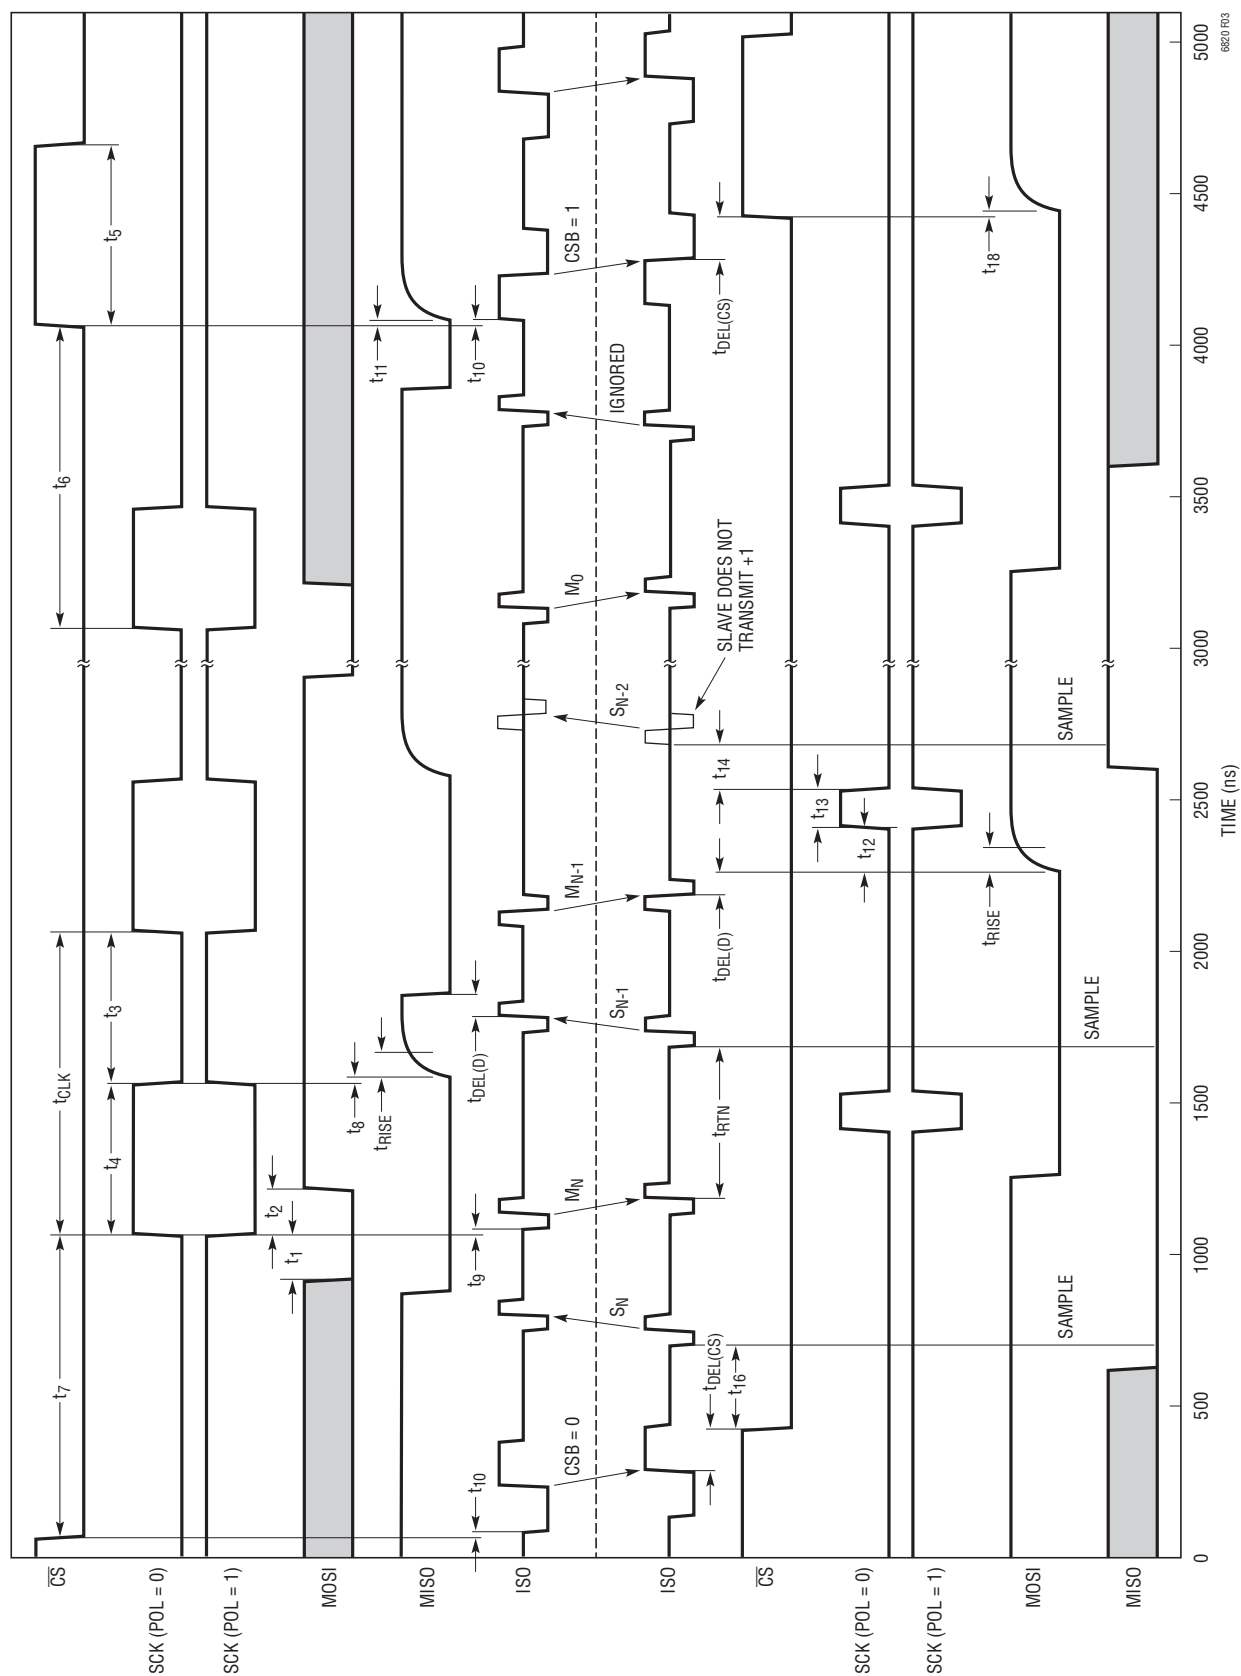 CS
SCK (POL = 0)
SCK (POL = 1)
MOSI
MISO
ISO
ISO
CS
SCK (POL = 0)
SCK (POL = 1)
MOSI
MISO
t7
t6
t5
tCLK
t4
t3
t1
t2
t8
tRISE
t11
t10
t9
tDEL(D)
t10
CSB = 0
SN
MN
SN-1
MN-1
SN-2
M0
IGNORED
CSB = 1
SLAVE DOES NOT
TRANSMIT +1
tDEL(CS)
t16
tRTN
tDEL(D)
t14
tDEL(CS)
t12
t13
tRISE
t18
SAMPLE
SAMPLE
SAMPLE
0
500
1000
1500
2000
2500
3000
3500
4000
4500
5000
TIME (ns)
6820 F03